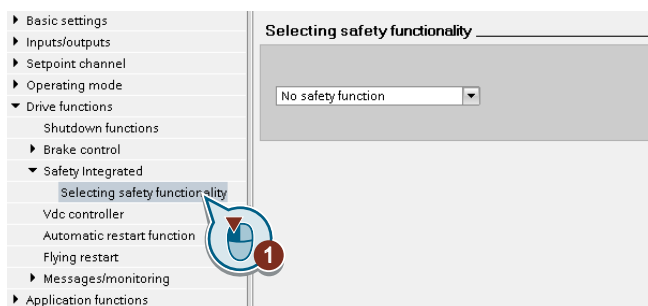 Basic settings
Inputs/outputs
Setpoint channel
Operating mode
Drive functions
Shutdown functions
Brake control
Safety Integrated
Selecting safety functionality
Vdc controller
Automatic restart function
Flying restart
Messages/monitoring
Application functions
1
Selecting safety functionality
No safety function